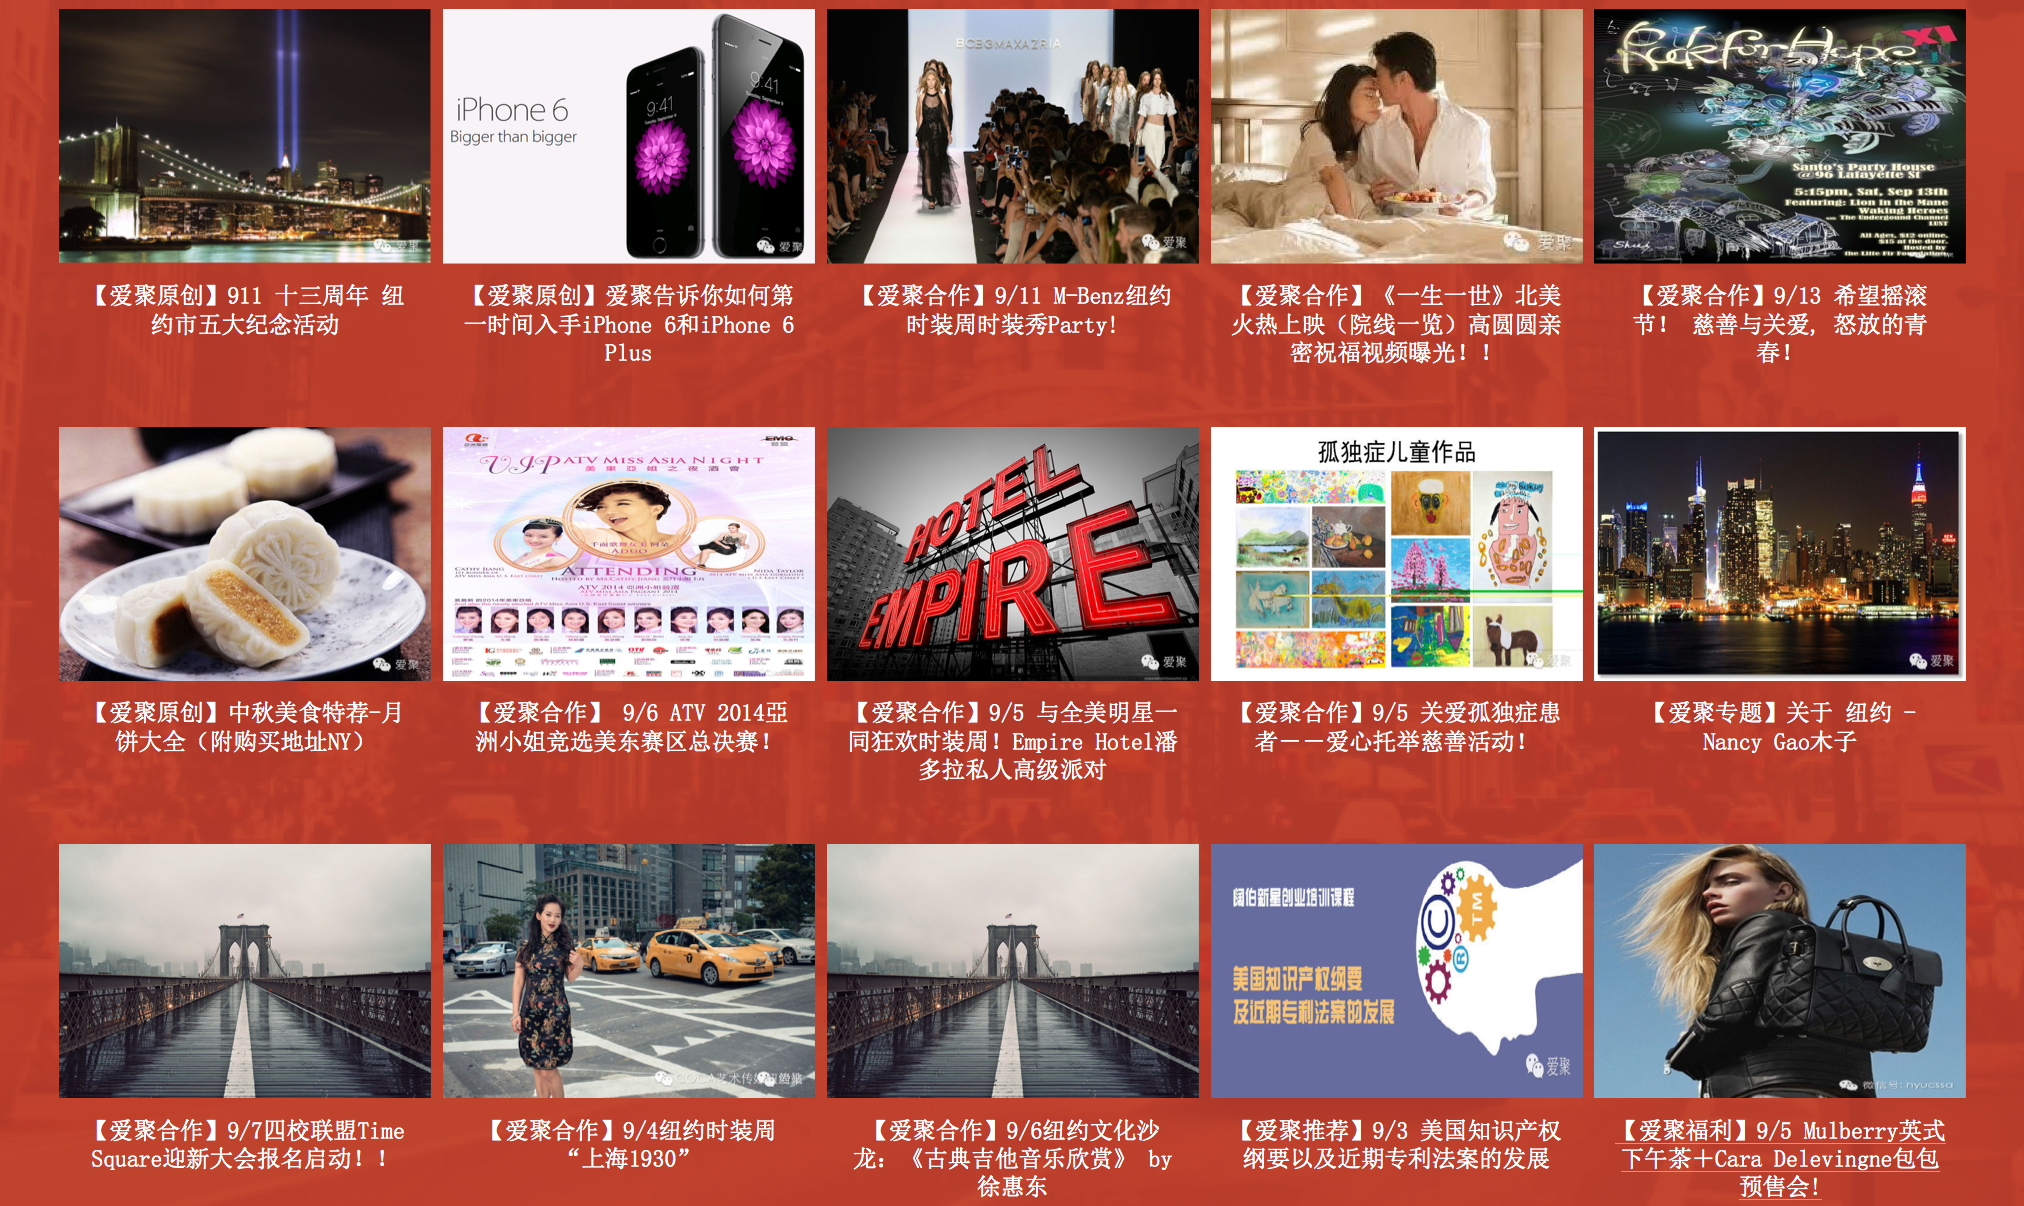 iPhone 6
Bigger than bigger
9:41
9:41
BCBGMAXAZRIA
Rock For Hope XI
Santo's Party House
@ 96 Lafayette St
5:15pm, Sat, Sep 13th
Featuring: Lion in the Mane
Waking Heroes
The Underground Channel
LUST
All Ages, $12 online,
$15 at the door.
Hosted by
爱聚
爱聚
爱聚
爱聚
【爱聚原创】911 十三周年 纽
约市五大纪念活动
【爱聚原创】爱聚告诉你如何第
一时间入手iPhone 6和iPhone 6
Plus
【爱聚合作】9/11 M-Benz纽约
时装周时装秀Party!
【爱聚合作】《一生一世》北美
火热上映（院线一览）高圆圆亲
密祝福视频曝光！！
【爱聚合作】9/13 希望摇滚
节！ 慈善与关爱, 怒放的青
春！
VIP ATV MISS ASIA NIGHT
美東亞姐之夜酒會
ADUO
CATHY JIANG
NIDA TAYLOR
ATTENDING
ATV 2014 亞洲小姐競選
ATV MISS ASIA PAGEANT 2014
HOTEL
EMPIRE
孤独症儿童作品
爱聚
爱聚
爱聚
爱聚
【爱聚原创】中秋美食特荐-月
饼大全（附购买地址NY）
【爱聚合作】 9/6 ATV 2014亞
洲小姐竞选美东赛区总决赛！
【爱聚合作】9/5 与全美明星一
同狂欢时装周！Empire Hotel潘
多拉私人高级派对
【爱聚合作】9/5 关爱孤独症患
者－－爱心托举慈善活动！
【爱聚专题】关于 纽约 -
Nancy Gao木子
阔伯新星创业培训课程
美国知识产权纲要
及近期专利法案的发展
C
TM
R
爱聚
微信号: nyucssa
【爱聚合作】9/7四校联盟Time
Square迎新大会报名启动！！
【爱聚合作】9/4纽约时装周
“上海1930”
【爱聚合作】9/6纽约文化沙
龙：《古典吉他音乐欣赏》 by
徐惠东
【爱聚推荐】9/3 美国知识产权
纲要以及近期专利法案的发展
【爱聚福利】9/5 Mulberry英式
下午茶＋Cara Delevingne包包
预售会!